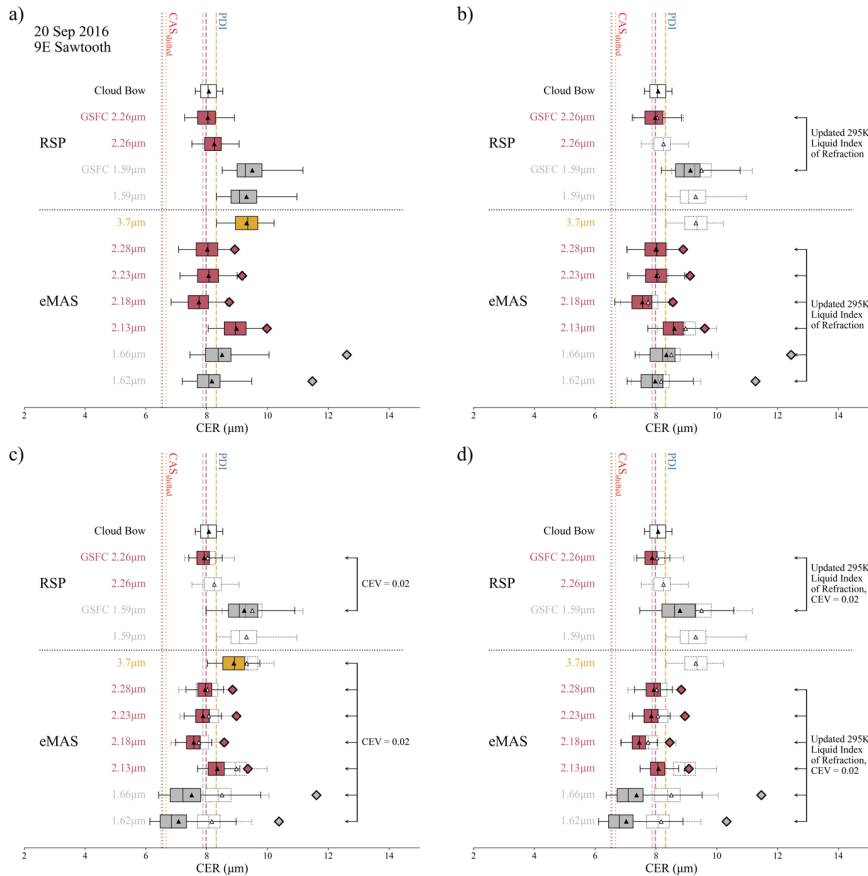 a)
20 Sep 2016
9E Sawtooth
CASshifted
PDI
Cloud Bow
GSFC 2.26µm
RSP
2.26µm
GSFC 1.59µm
1.59µm
3.7µm
2.28µm
2.23µm
eMAS
2.18µm
2.13µm
1.66µm
1.62µm
2 4 6 8 10 12 14
CER (µm)
b)
CASshifted
PDI
Cloud Bow
GSFC 2.26µm
RSP
2.26µm
Updated 295K
Liquid Index
of Refraction
GSFC 1.59µm
1.59µm
3.7µm
2.28µm
2.23µm
eMAS
2.18µm
Updated 295K
Liquid Index
of Refraction
2.13µm
1.66µm
1.62µm
2 4 6 8 10 12 14
CER (µm)
c)
CASshifted
PDI
Cloud Bow
GSFC 2.26µm
RSP
2.26µm
CEV = 0.02
GSFC 1.59µm
1.59µm
3.7µm
2.28µm
2.23µm
eMAS
2.18µm
CEV = 0.02
2.13µm
1.66µm
1.62µm
2 4 6 8 10 12 14
CER (µm)
d)
CASshifted
PDI
Cloud Bow
GSFC 2.26µm
RSP
2.26µm
Updated 295K
Liquid Index
of Refraction,
CEV = 0.02
GSFC 1.59µm
1.59µm
3.7µm
2.28µm
2.23µm
eMAS
2.18µm
Updated 295K
Liquid Index
of Refraction,
CEV = 0.02
2.13µm
1.66µm
1.62µm
2 4 6 8 10 12 14
CER (µm)